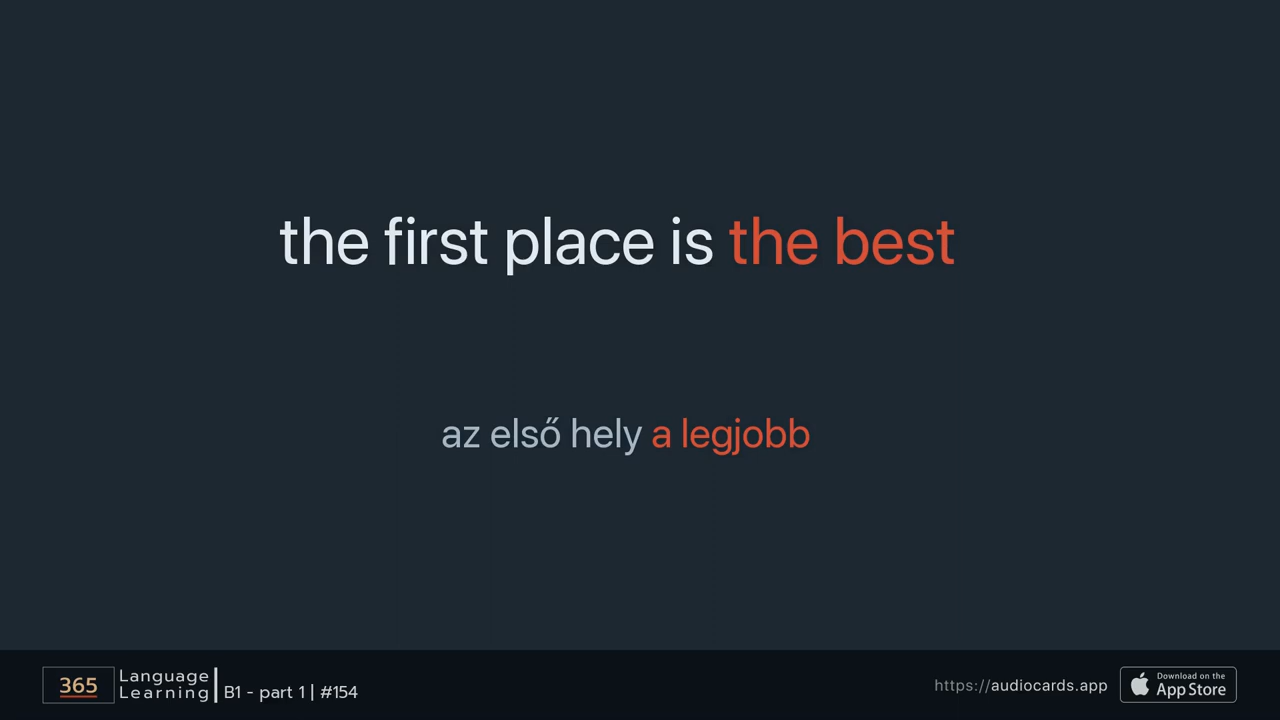 the first place is the best
az első hely a legjobb
365
Language
Learning
B1 - part 1 | #154
https://audiocards.app
Download on the
App Store